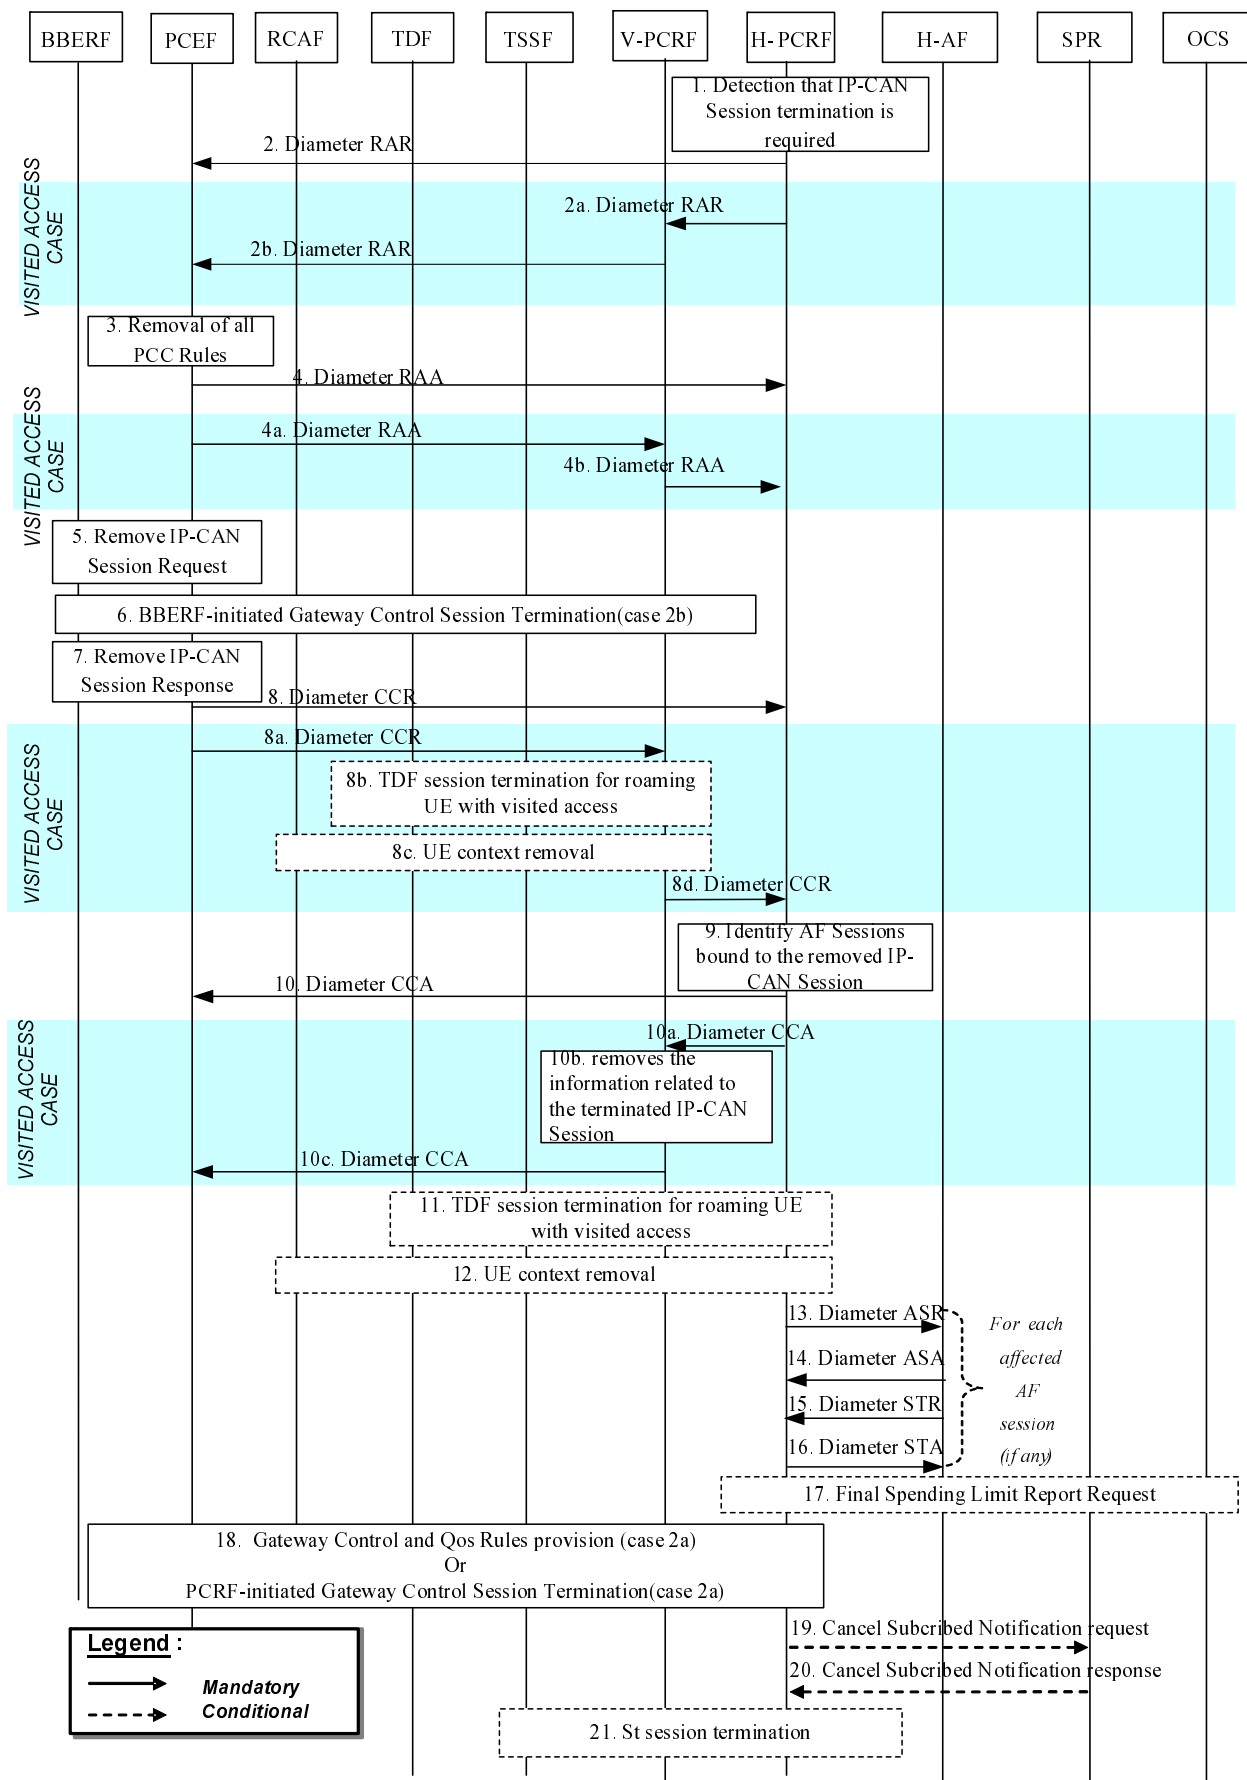 BBERF
PCEF
RCAF
TDF
TSSF
V-PCRF
H- PCRF
H-AF
SPR
OCS
1. Detection that IP-CAN
Session termination is
required
2. Diameter RAR
VISITED ACCESS
CASE
2a. Diameter RAR
2b. Diameter RAR
3. Removal of all
PCC Rules
4. Diameter RAA
VISITED ACCESS
CASE
4a. Diameter RAA
4b. Diameter RAA
5. Remove IP-CAN
Session Request
6. BBERF-initiated Gateway Control Session Termination(case 2b)
7. Remove IP-CAN
Session Response
8. Diameter CCR
VISITED ACCESS
CASE
8a. Diameter CCR
8b. TDF session termination for roaming
UE with visited access
8c. UE context removal
8d. Diameter CCR
9. Identify AF Sessions
bound to the removed IP-
CAN Session
10. Diameter CCA
VISITED ACCESS
CASE
10a. Diameter CCA
10b. removes the
information related to
the terminated IP-CAN
Session
10c. Diameter CCA
11. TDF session termination for roaming UE
with visited access
12. UE context removal
13. Diameter ASR
14. Diameter ASA
15. Diameter STR
16. Diameter STA
For each
affected
AF
session
(if any)
17. Final Spending Limit Report Request
18. Gateway Control and Qos Rules provision (case 2a)
Or
PCRF-initiated Gateway Control Session Termination(case 2a)
19. Cancel Subcribed Notification request
20. Cancel Subcribed Notification response
21. St session termination
Legend :
Mandatory
Conditional